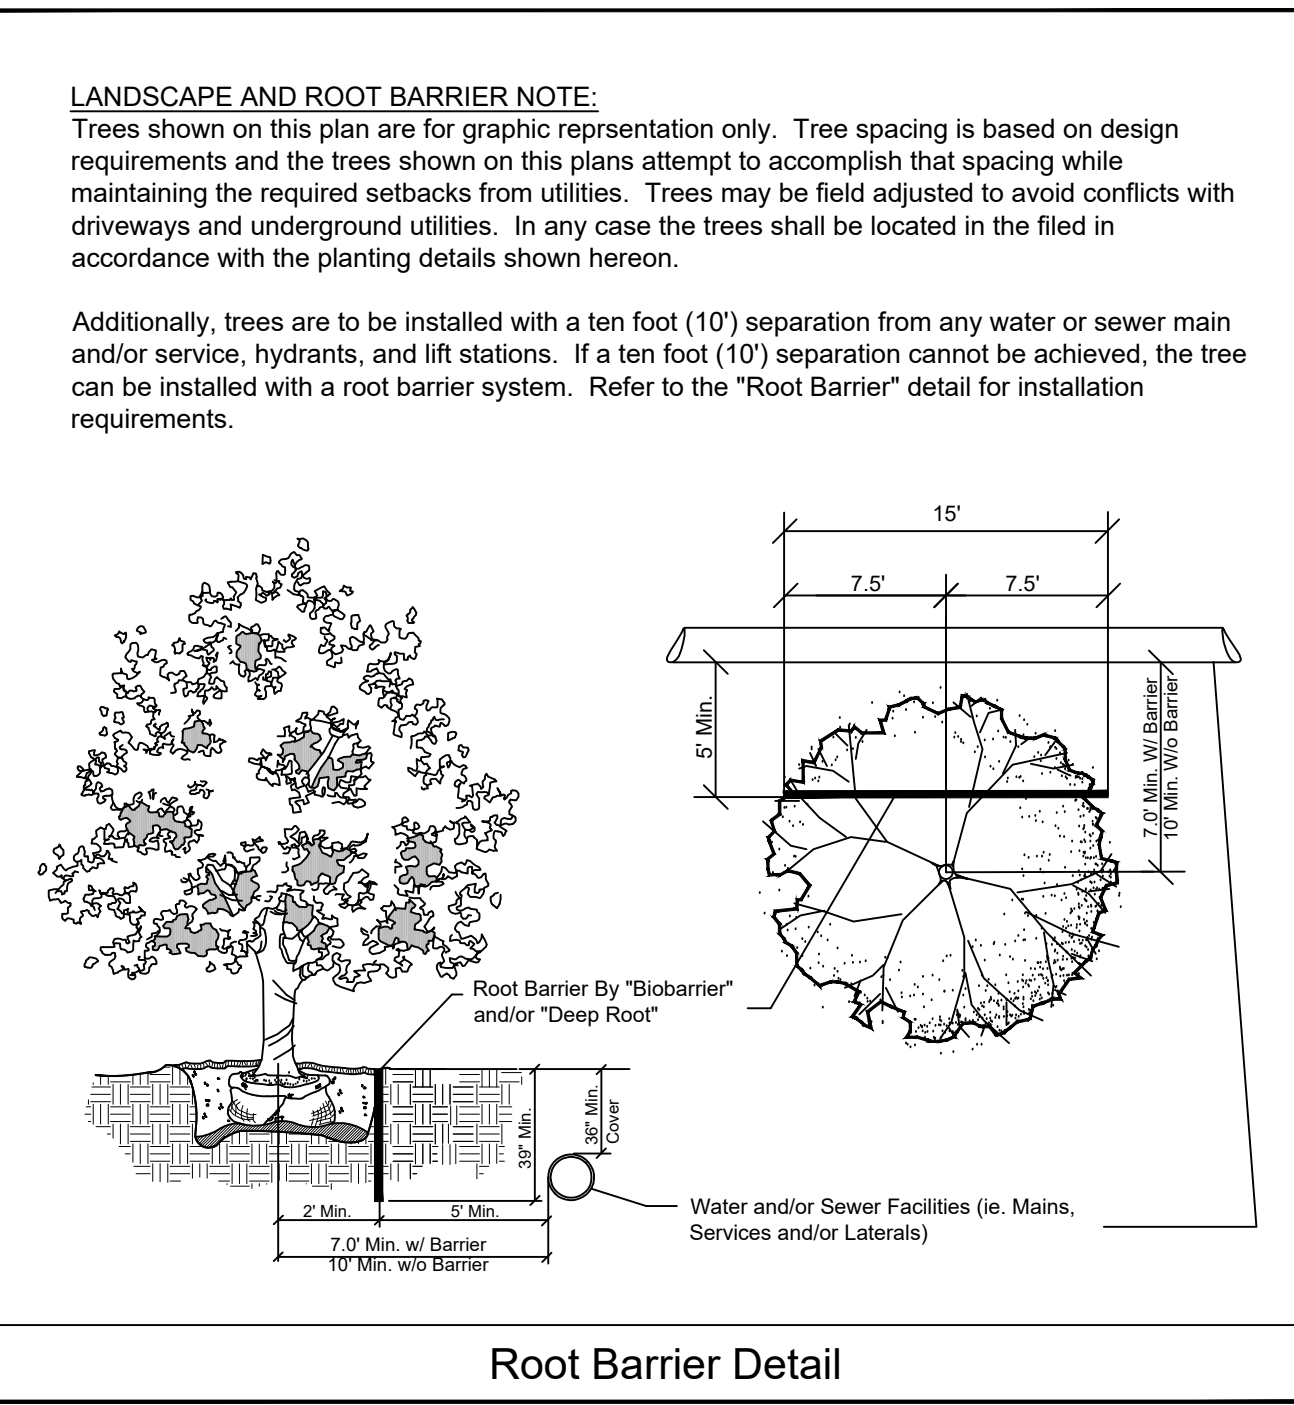 LANDSCAPE AND ROOT BARRIER NOTE:
Trees shown on this plan are for graphic reprsentation only.  Tree spacing is based on design
requirements and the trees shown on this plans attempt to accomplish that spacing while
maintaining the required setbacks from utilities.  Trees may be field adjusted to avoid conflicts with
driveways and underground utilities.  In any case the trees shall be located in the filed in
accordance with the planting details shown hereon.
Additionally, trees are to be installed with a ten foot (10') separation from any water or sewer main
and/or service, hydrants, and lift stations.  If a ten foot (10') separation cannot be achieved, the tree
can be installed with a root barrier system.  Refer to the "Root Barrier" detail for installation
requirements.
15'
7.5'
7.5'
5' Min.
7.0' Min. W/ Barrier
10' Min. W/o Barrier
Root Barrier By "Biobarrier"
and/or "Deep Root"
39" Min.
36" Min.
Cover
2' Min.
5' Min.
7.0' Min. w/ Barrier
10' Min. w/o Barrier
Water and/or Sewer Facilities (ie. Mains,
Services and/or Laterals)
Root Barrier Detail